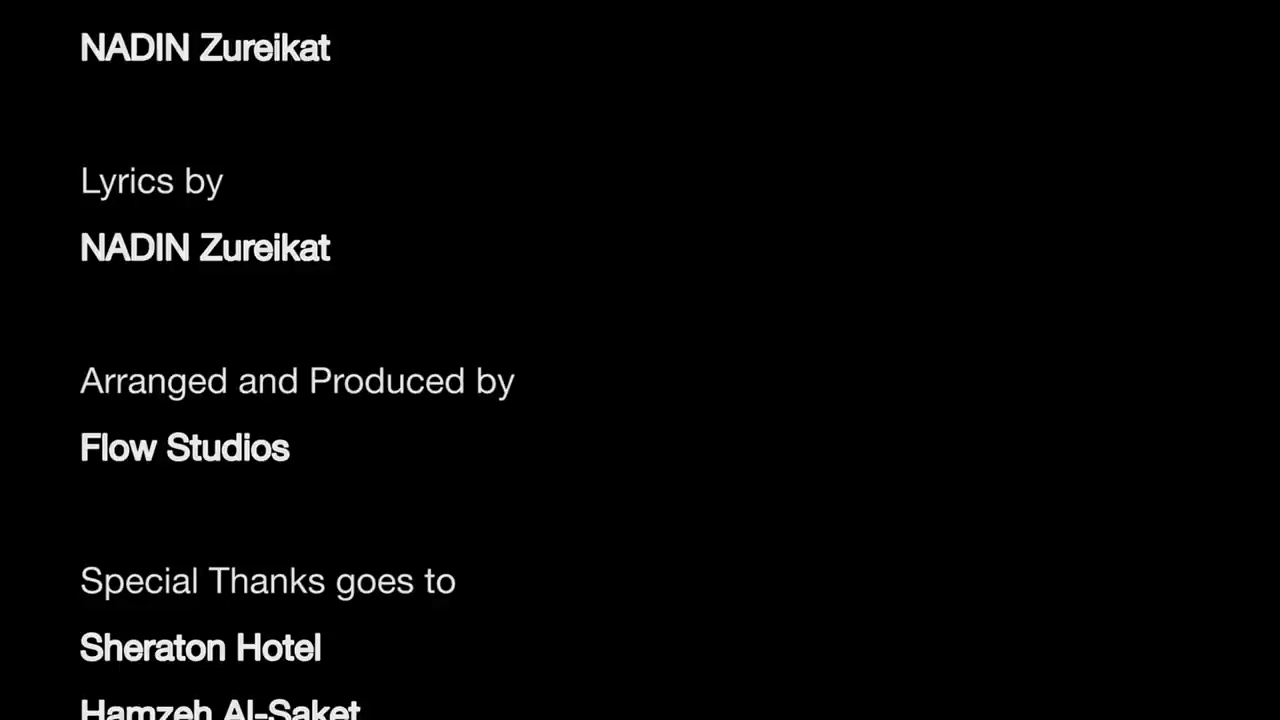 NADIN Zureikat
Lyrics by
NADIN Zureikat
Arranged and Produced by
Flow Studios
Special Thanks goes to
Sheraton Hotel
Hamzeh Al-Saket